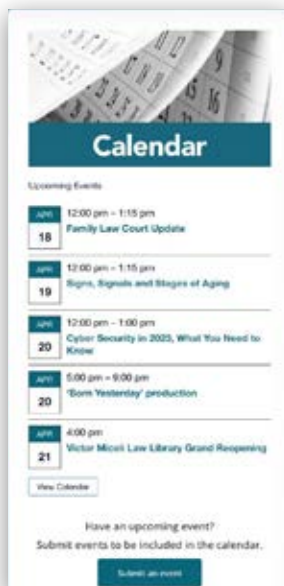 Calendar
Upcoming Events
APR
18
12:00 pm – 1:15 pm
Family Law Court Update
APR
19
12:00 pm – 1:15 pm
Signs, Signals and Stages of Aging
APR
20
12:00 pm – 1:00 pm
Cyber Security in 2023, What You Need to
Know
APR
20
5:00 pm – 9:00 pm
'Born Yesterday' production
APR
21
4:00 pm
Victor Miceli Law Library Grand Reopening
View Calendar
Have an upcoming event?
Submit events to be included in the calendar.
Submit an event